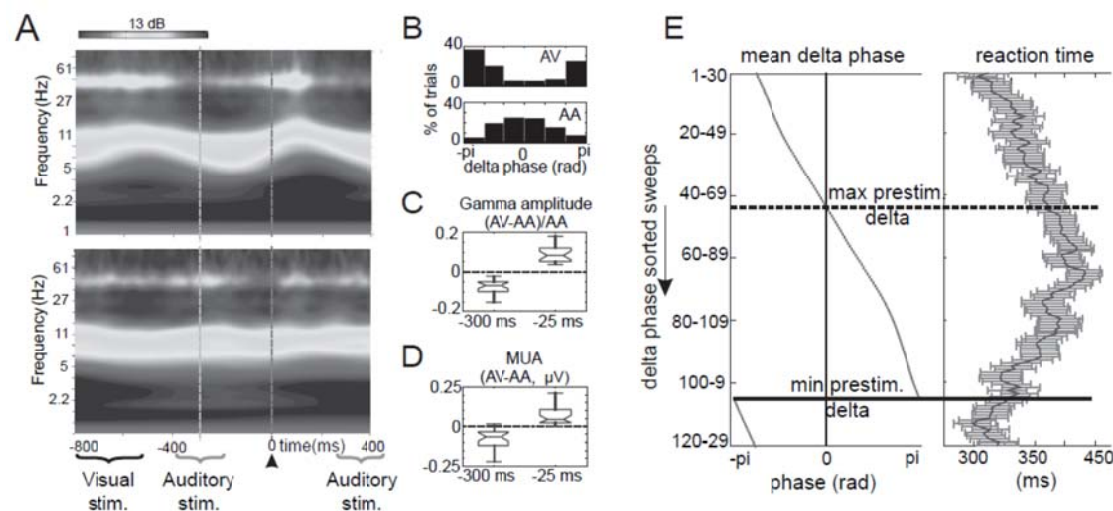 A
13 dB
Frequency(Hz)
61
27
11
5
2.2
1
Frequency(Hz)
61
27
11
5
2.2
-800
-400
0
time(ms)
400
Visual
stim.
Auditory
stim.
Auditory
stim.
B
AV
AA
40
0
40
0
% of trials
-pi
0
pi
delta phase (rad)
C
Gamma amplitude
(AV-AA)/AA
0.2
0
-0.2
-300 ms
-25 ms
D
MUA
(AV-AA, µV)
0.25
0
-0.25
-300 ms
-25 ms
E
mean delta phase
reaction time
delta phase sorted sweeps
1-30
20-49
40-69
60-89
80-109
100-9
120-29
max prestim.
delta
min prestim.
delta
-pi
0
pi
phase (rad)
300
350
400
450
(ms)